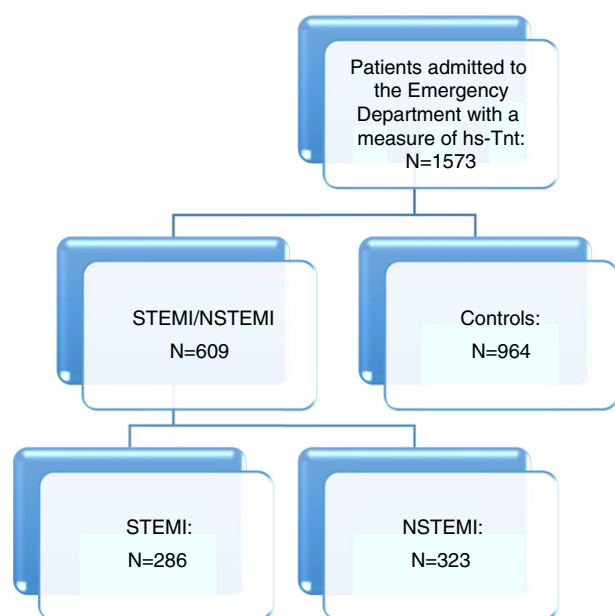 Patients admitted to
the Emergency
Department with a
measure of hs-Tnt:
N=1573
STEMI/NSTEMI
N=609
Controls:
N=964
STEMI:
N=286
NSTEMI:
N=323